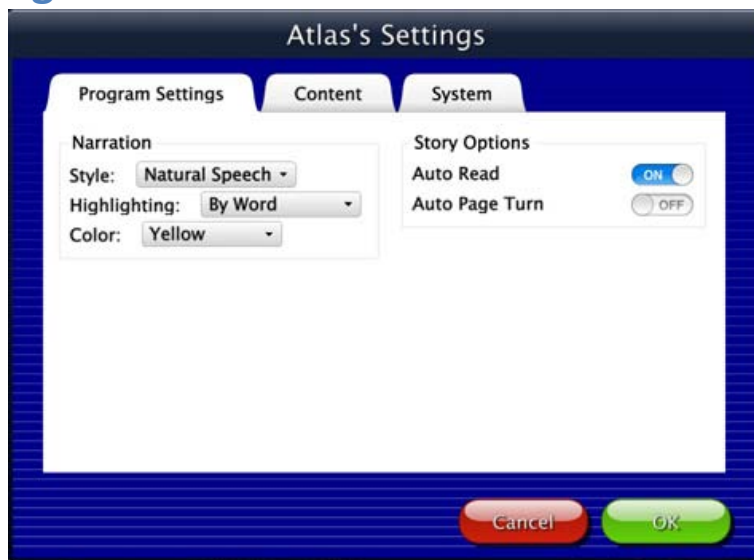 Atlas's Settings
Program Settings
Content
System
Narration
Style: Natural Speech
Highlighting: By Word
Color: Yellow
Story Options
Auto Read ON
Auto Page Turn OFF
Cancel
OK